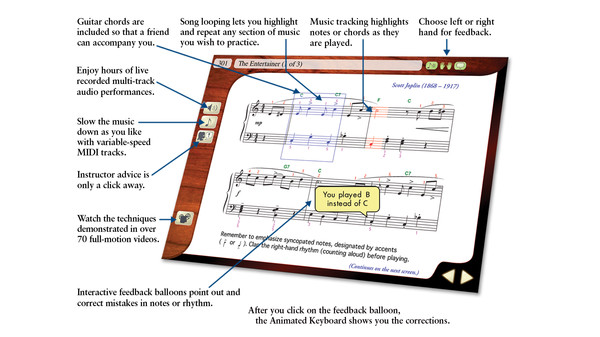 Guitar chords are
included so that a friend
can accompany you.
Song looping lets you highlight
and repeat any section of music
you wish to practice.
Music tracking highlights
notes or chords as they
are played.
Choose left or right
hand for feedback.
Enjoy hours of live
recorded multi-track
audio performances.
Slow the music
down as you like
with variable-speed
MIDI tracks.
Instructor advice is
only a click away.
Watch the techniques
demonstrated in over
70 full-motion videos.
301 The Entertainer (1 of 3)
Scott Joplin (1868 – 1917)
C C7 F C
mp
G7 C C7
f
You played B
instead of C
Remember to emphasize syncopated notes, designated by accents
( or ). Clap the right-hand rhythm (counting aloud) before playing.
(Continue on the next screen.)
Interactive feedback balloons point out and
correct mistakes in notes or rhythm.
After you click on the feedback balloon,
the Animated Keyboard shows you the corrections.